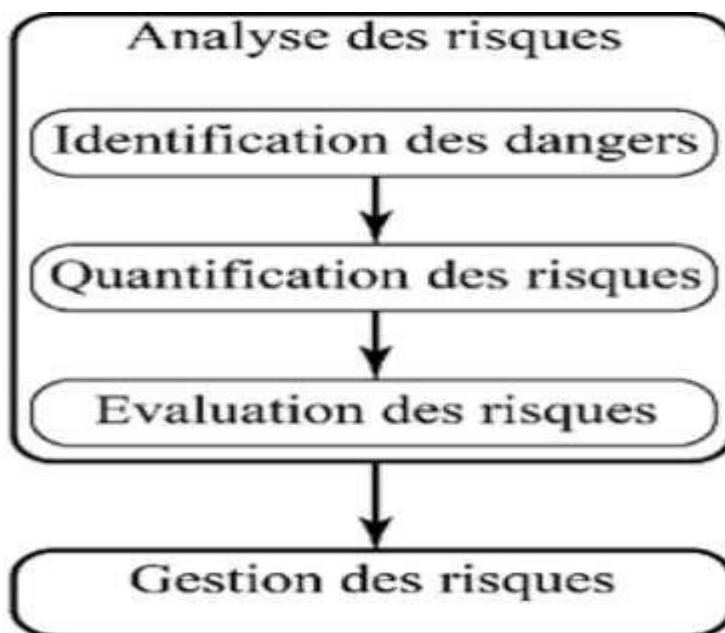 Analyse des risques
Identification des dangers
Quantification des risques
Evaluation des risques
Gestion des risques